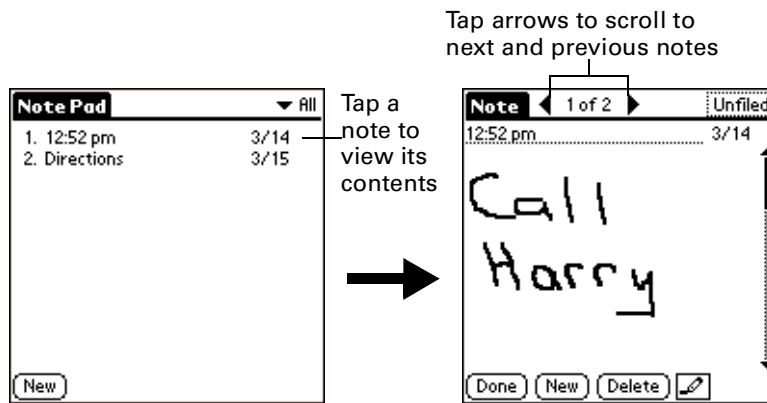 Tap arrows to scroll to
next and previous notes
Note Pad
All
1. 12:52 pm 3/14
2. Directions 3/15
New
Tap a
note to
view its
contents
Note 1 of 2 Unfiled
12:52 pm 3/14
Call
Harry
Done New Delete